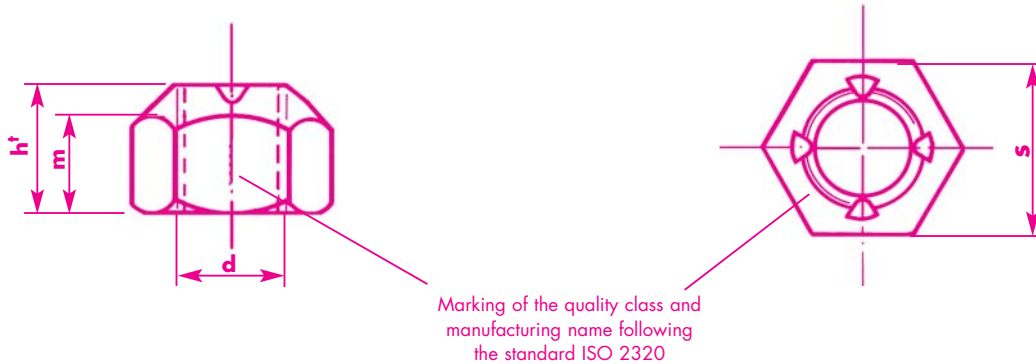 h^t
m
d
s
Marking of the quality class and
manufacturing name following
the standard ISO 2320